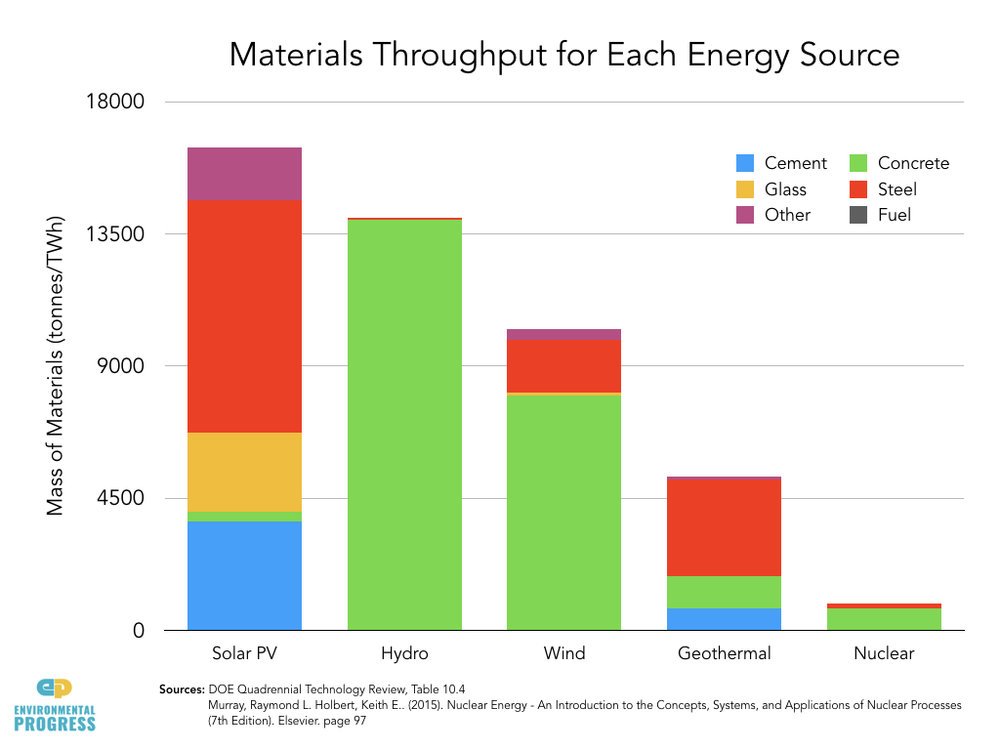 Materials Throughput for Each Energy Source
18000
13500
9000
4500
0
Mass of Materials (tonnes/TWh)
Cement
Concrete
Glass
Steel
Other
Fuel
Solar PV
Hydro
Wind
Geothermal
Nuclear
ep
ENVIRONMENTAL
PROGRESS
Sources: DOE Quadrennial Technology Review, Table 10.4
Murray, Raymond L. Holbert, Keith E.. (2015). Nuclear Energy - An Introduction to the Concepts, Systems, and Applications of Nuclear Processes
(7th Edition). Elsevier. page 97